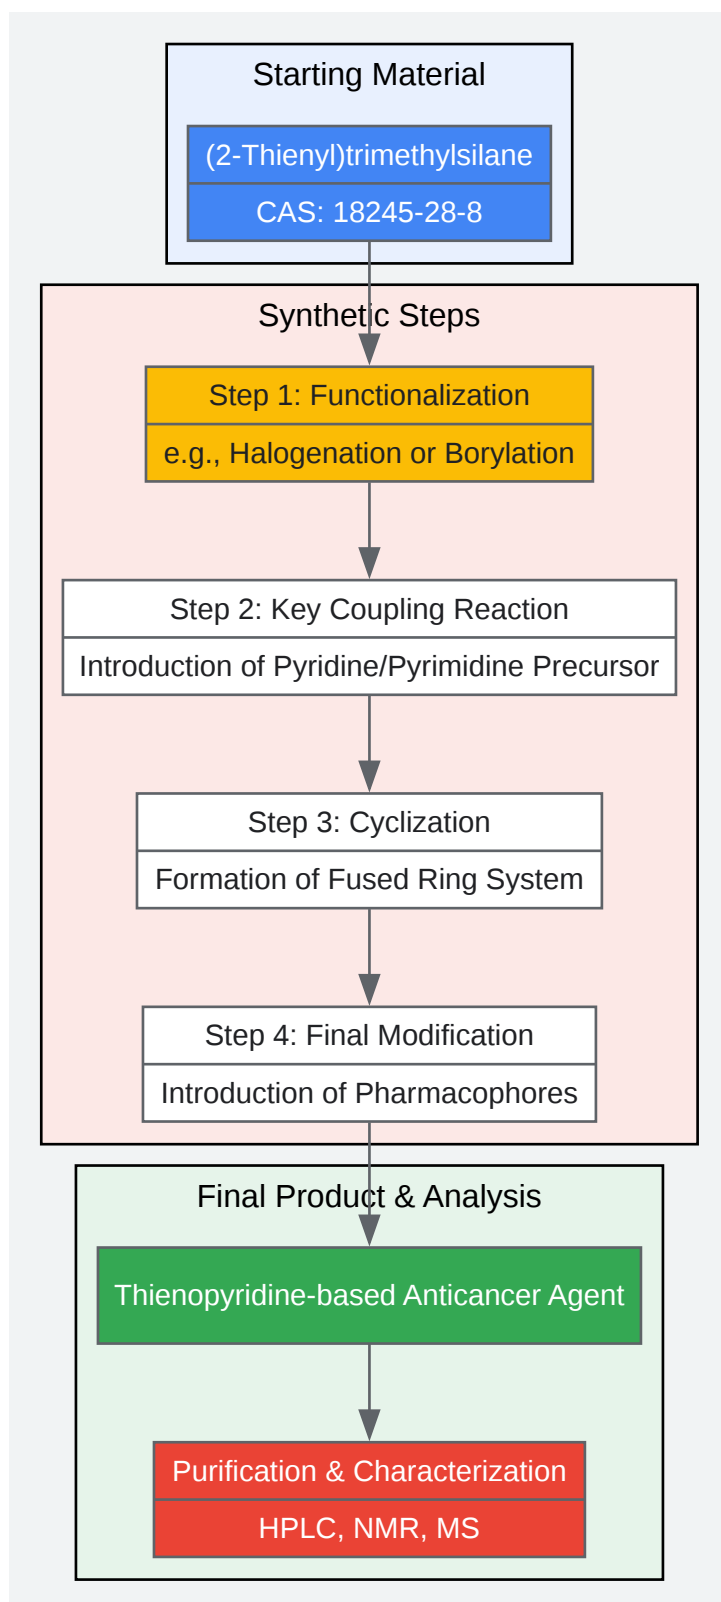 Starting Material
(2-Thienyl)trimethylsilane
CAS: 18245-28-8
Synthetic Steps
Step 1: Functionalization
e.g., Halogenation or Borylation
Step 2: Key Coupling Reaction
Introduction of Pyridine/Pyrimidine Precursor
Step 3: Cyclization
Formation of Fused Ring System
Step 4: Final Modification
Introduction of Pharmacophores
Final Product & Analysis
Thienopyridine-based Anticancer Agent
Purification & Characterization
HPLC, NMR, MS